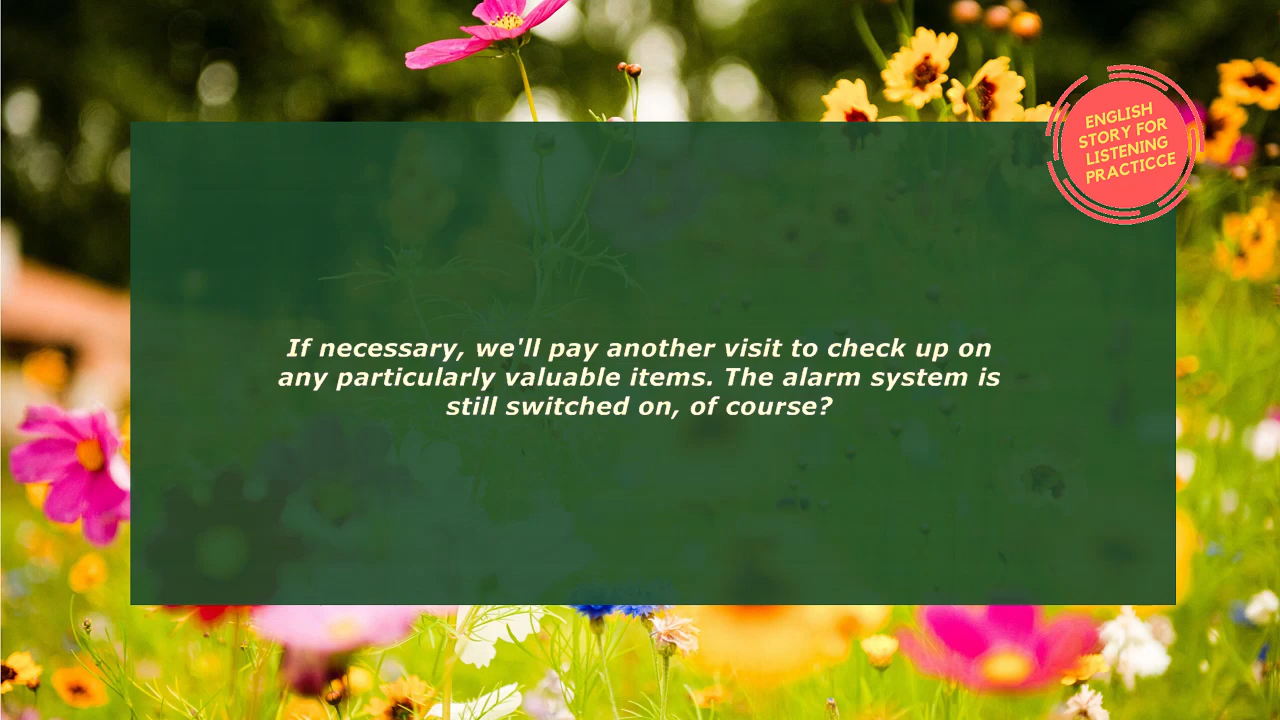 ENGLISH
STORY FOR
LISTENING
PRACTICCE
If necessary, we'll pay another visit to check up on
any particularly valuable items. The alarm system is
still switched on, of course?